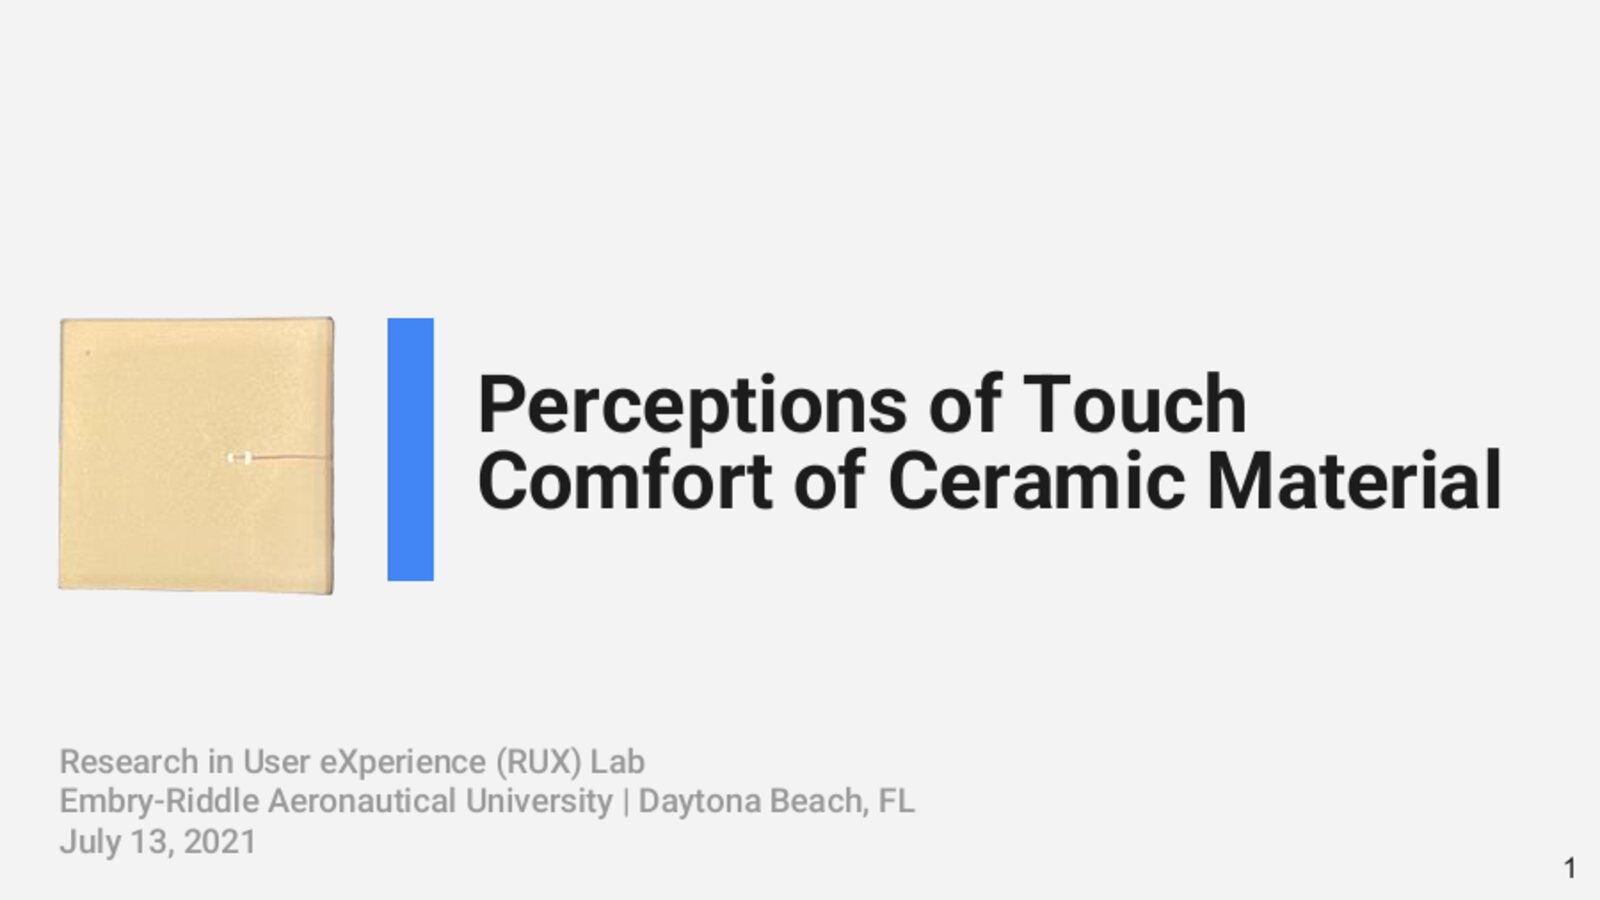 Perceptions of Touch
Comfort of Ceramic Material
Research in User eXperience (RUX) Lab
Embry-Riddle Aeronautical University | Daytona Beach, FL
July 13, 2021
1